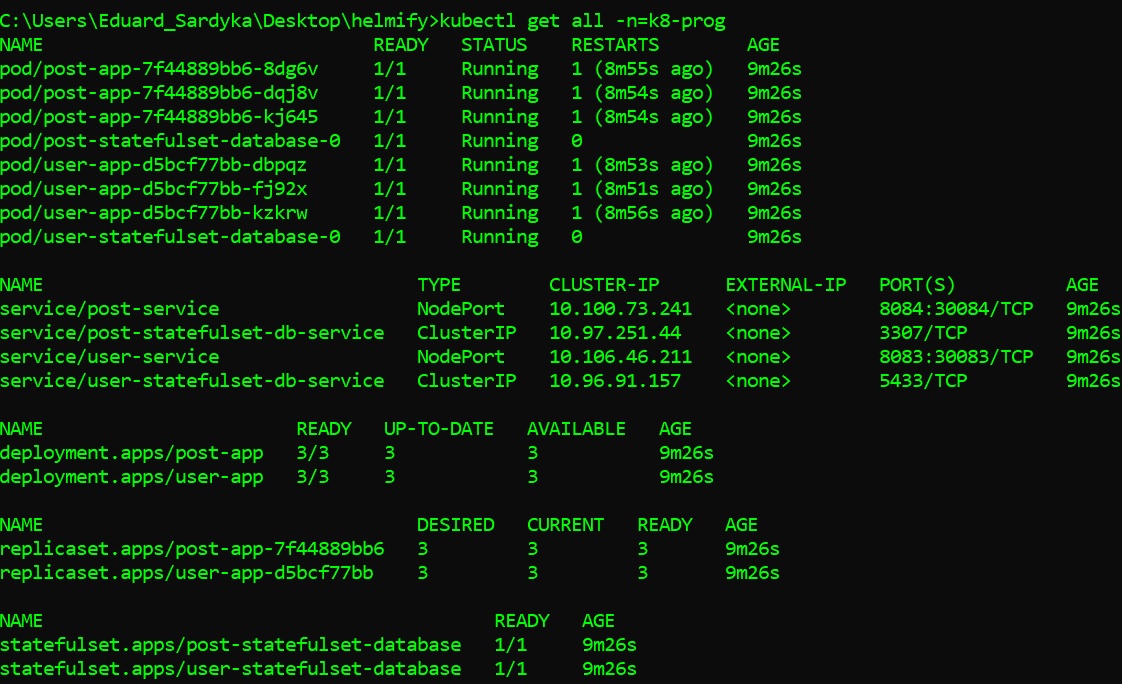 C:\Users\Eduard_Sardyka\Desktop\helmify>kubectl get all -n=k8-prog
NAME READY STATUS RESTARTS AGE
pod/post-app-7f44889bb6-8dg6v 1/1 Running 1 (8m55s ago) 9m26s
pod/post-app-7f44889bb6-dqj8v 1/1 Running 1 (8m54s ago) 9m26s
pod/post-app-7f44889bb6-kj645 1/1 Running 1 (8m54s ago) 9m26s
pod/post-statefulset-database-0 1/1 Running 0 9m26s
pod/user-app-d5bcf77bb-dbpqz 1/1 Running 1 (8m53s ago) 9m26s
pod/user-app-d5bcf77bb-fj92x 1/1 Running 1 (8m51s ago) 9m26s
pod/user-app-d5bcf77bb-kzkrw 1/1 Running 1 (8m56s ago) 9m26s
pod/user-statefulset-database-0 1/1 Running 0 9m26s
NAME TYPE CLUSTER-IP EXTERNAL-IP PORT(S) AGE
service/post-service NodePort 10.100.73.241 <none> 8084:30084/TCP 9m26s
service/post-statefulset-db-service ClusterIP 10.97.251.44 <none> 3307/TCP 9m26s
service/user-service NodePort 10.106.46.211 <none> 8083:30083/TCP 9m26s
service/user-statefulset-db-service ClusterIP 10.96.91.157 <none> 5433/TCP 9m26s
NAME READY UP-TO-DATE AVAILABLE AGE
deployment.apps/post-app 3/3 3 3 9m26s
deployment.apps/user-app 3/3 3 3 9m26s
NAME DESIRED CURRENT READY AGE
replicaset.apps/post-app-7f44889bb6 3 3 3 9m26s
replicaset.apps/user-app-d5bcf77bb 3 3 3 9m26s
NAME READY AGE
statefulset.apps/post-statefulset-database 1/1 9m26s
statefulset.apps/user-statefulset-database 1/1 9m26s